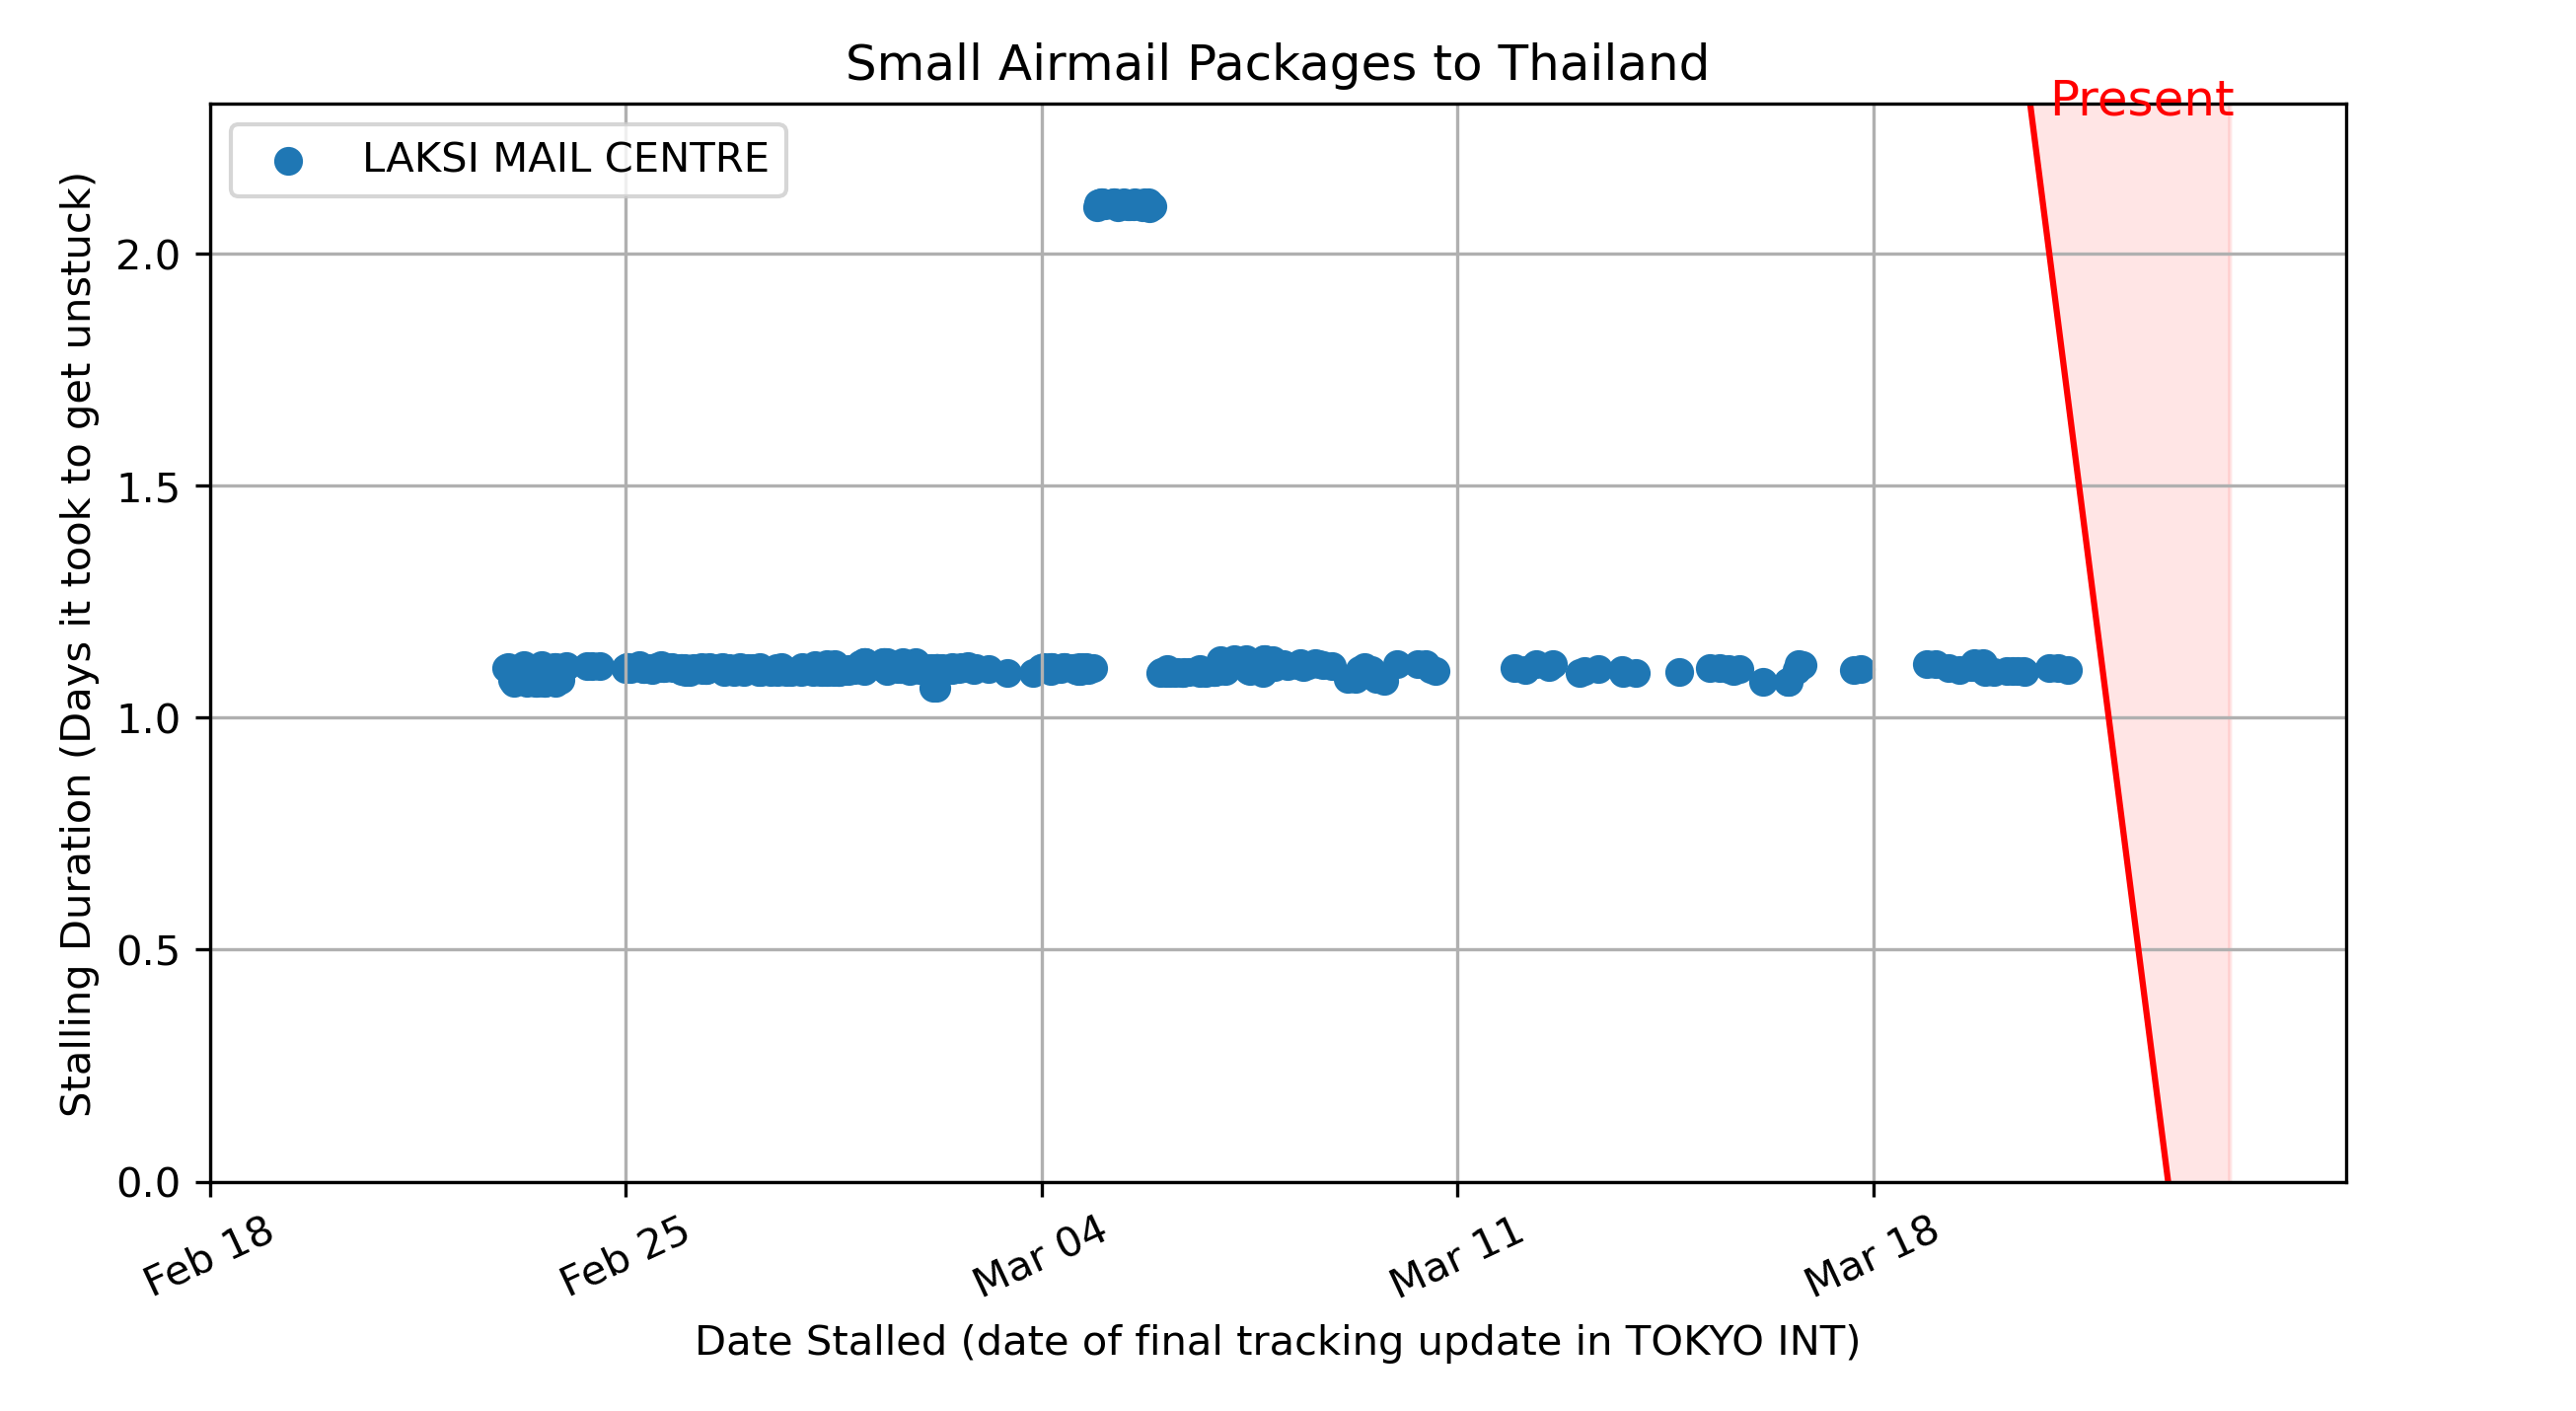 Small Airmail Packages to Thailand
Present
LAKSI MAIL CENTRE
Stalling Duration (Days it took to get unstuck)
2.0
1.5
1.0
0.5
0.0
Feb 18
Feb 25
Mar 04
Mar 11
Mar 18
Date Stalled (date of final tracking update in TOKYO INT)